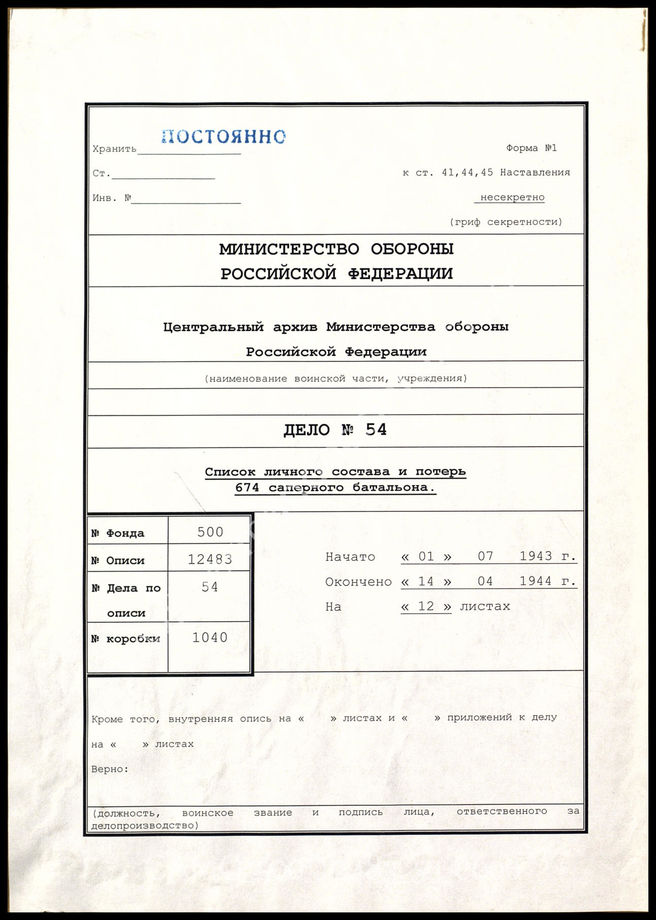 ПОСТОЯННО
Хранить
Форма №1
Ст.
к ст. 41,44,45 Наставления
Инв. №
несекретно
(гриф секретности)
МИНИСТЕРСТВО ОБОРОНЫ
РОССИЙСКОЙ ФЕДЕРАЦИИ
Центральный архив Министерства обороны
Российской Федерации
(наименование воинской части, учреждения)
ДЕЛО № 54
Список личного состава и потерь
674 саперного батальона.
№ Фонда 500
№ Описи 12483
№ Дела по 54
описи
№ коробки 1040
Начато « 01 » 07 1943 г.
Окончено « 14 » 04 1944 г.
На « 12 » листах
Кроме того, внутренняя опись на « » листах и « » приложений к делу
на « » листах
Верно:
(должность, воинское звание и подпись лица, ответственного за
делопроизводство)